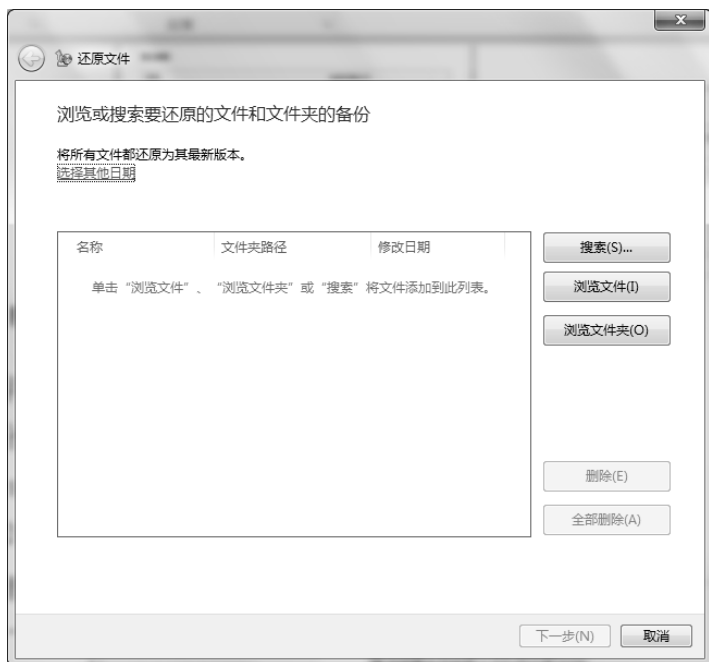 还原文件
浏览或搜索要还原的文件和文件夹的备份
将所有文件都还原为其最新版本。
选择其他日期
名称 文件夹路径 修改日期
单击“浏览文件”、“浏览文件夹”或“搜索”将文件添加到此列表。
搜索(S)...
浏览文件(I)
浏览文件夹(O)
删除(E)
全部删除(A)
下一步(N) 取消